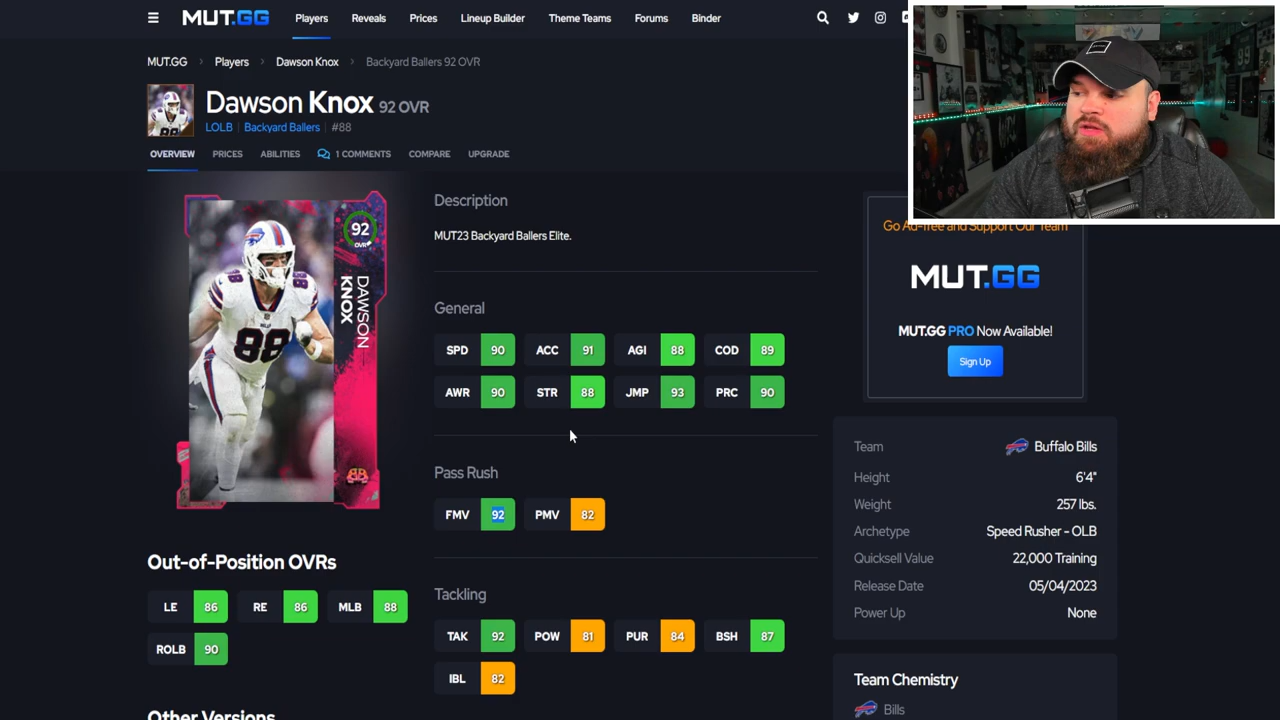 MUT.GG
Players
Reveals
Prices
Lineup Builder
Theme Teams
Forums
Binder
MUT.GG > Players > Dawson Knox > Backyard Ballers 92 OVR
Dawson Knox 92 OVR
LOLB | Backyard Ballers | #88
OVERVIEW
PRICES
ABILITIES
1 COMMENTS
COMPARE
UPGRADE
92
OVR
DAWSON
KNOX
Description
MUT23 Backyard Ballers Elite.
General
SPD 90 ACC 91 AGI 88 COD 89
AWR 90 STR 88 JMP 93 PRC 90
Pass Rush
FMV 92 PMV 82
Tackling
TAK 92 POW 81 PUR 84 BSH 87
IBL 82
Out-of-Position OVRs
LE 86 RE 86 MLB 88
ROLB 90
Other Versions
Go Ad-free and Support Our Team
MUT.GG
MUT.GG PRO Now Available!
Sign Up
Team Buffalo Bills
Height 6'4"
Weight 257 lbs.
Archetype Speed Rusher - OLB
Quicksell Value 22,000 Training
Release Date 05/04/2023
Power Up None
Team Chemistry
Bills